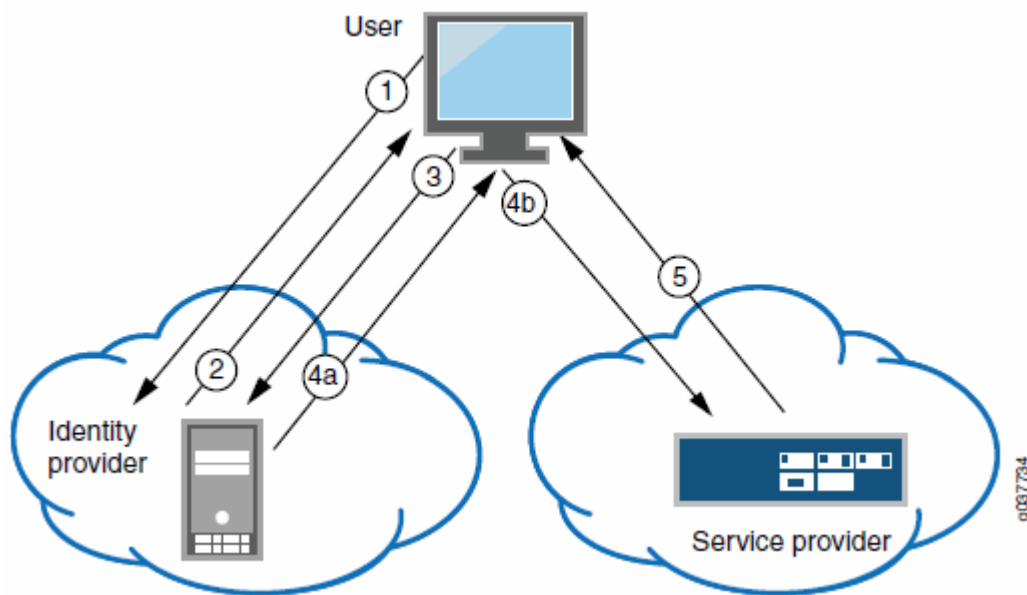 User
1
3
4b
5
2
4a
Identity
provider
Service provider
g037734